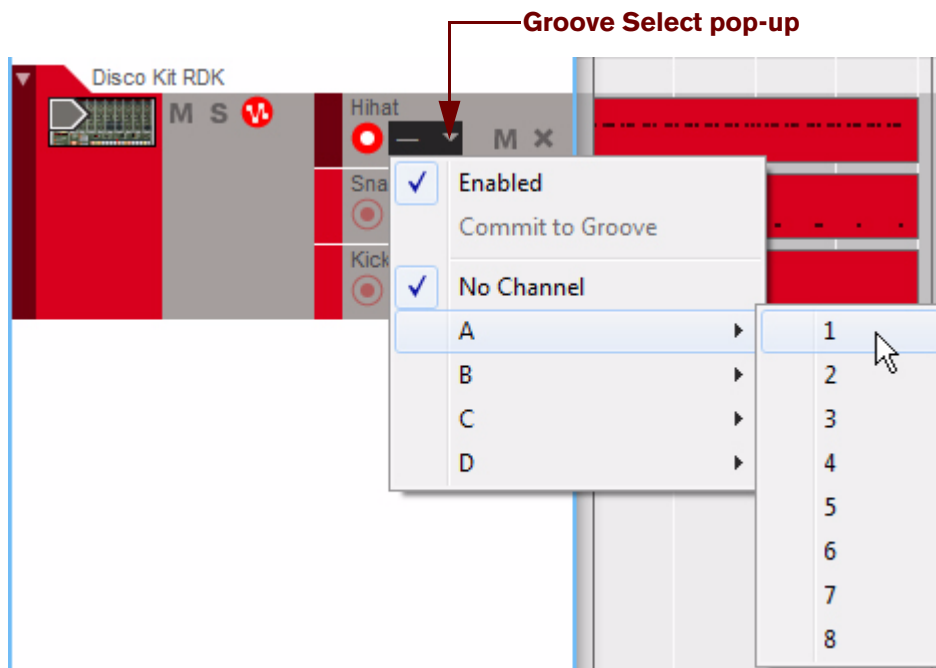 Groove Select pop-up
Disco Kit RDK
M S
Hihat
— M ×
Sna
Enabled
Commit to Groove
Kick
No Channel
A
1
B
2
C
3
D
4
5
6
7
8